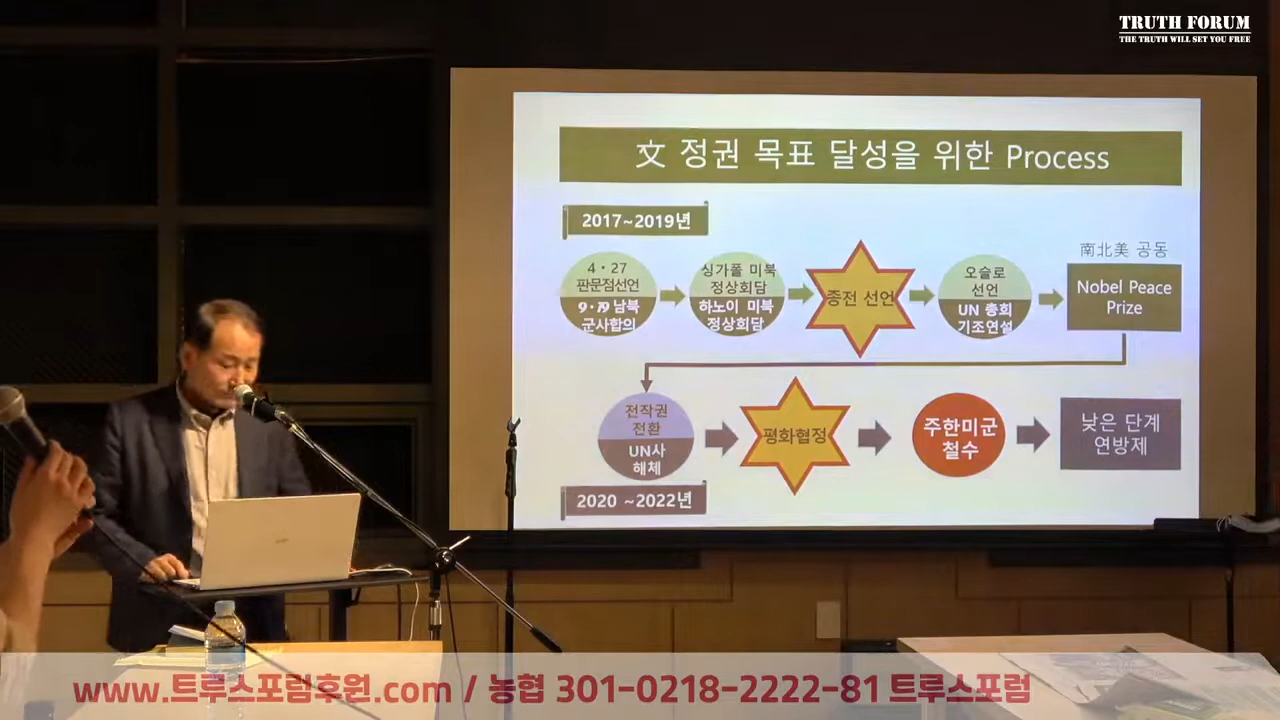 TRUTH FORUM
THE TRUTH WILL SET YOU FREE
文 정권 목표 달성을 위한 Process
2017~2019년
4・27
판문점선언
9・19 남북
군사합의
싱가폴 미북
정상회담
하노이 미북
정상회담
종전 선언
오슬로
선언
UN 총회
기조연설
南北美 공동
Nobel Peace
Prize
전작권
전환
UN사
해체
평화협정
주한미군
철수
낮은 단계
연방제
2020 ~2022년
www.트루스포럼후원.com / 농협 301-0218-2222-81 트루스포럼